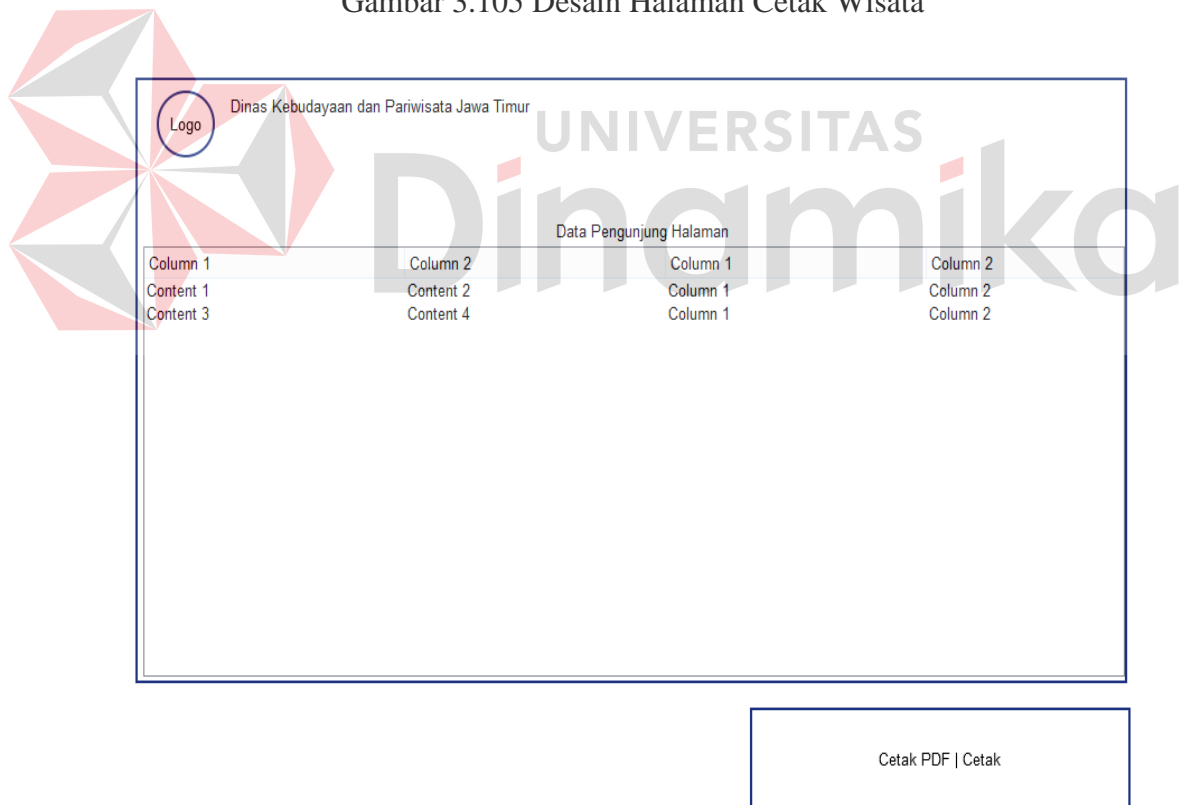 Gambar 3.105 Desain Halaman Cetak Wisata
Logo
Dinas Kebudayaan dan Pariwisata Jawa Timur
UNIVERSITAS
Dinamika
Data Pengunjung Halaman
Column 1 Column 2 Column 1 Column 2
Content 1 Content 2 Column 1 Column 2
Content 3 Content 4 Column 1 Column 2
Cetak PDF | Cetak